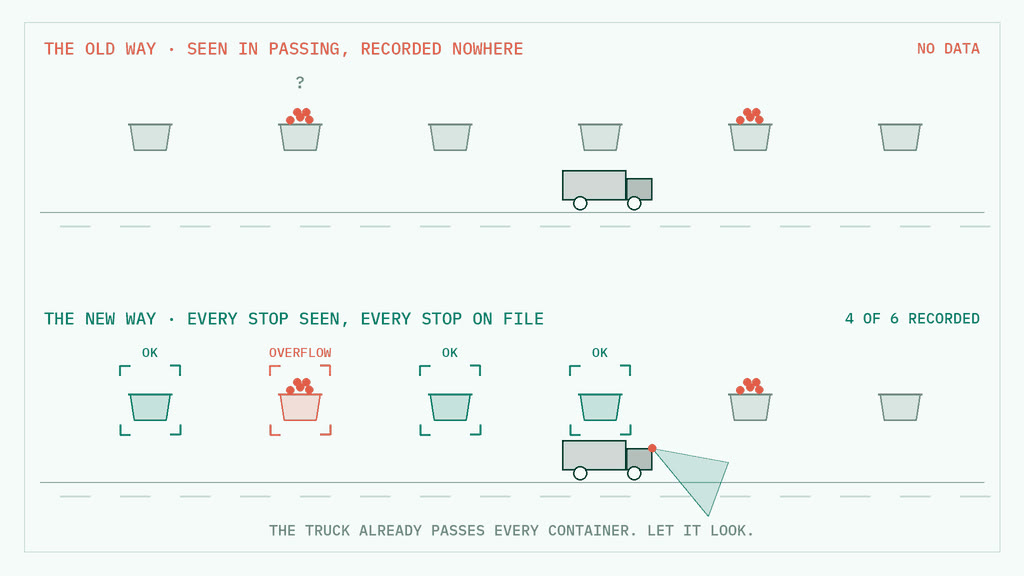 THE OLD WAY · SEEN IN PASSING, RECORDED NOWHERE
NO DATA
?
THE NEW WAY · EVERY STOP SEEN, EVERY STOP ON FILE
4 OF 6 RECORDED
OK
OVERFLOW
OK
OK
THE TRUCK ALREADY PASSES EVERY CONTAINER. LET IT LOOK.